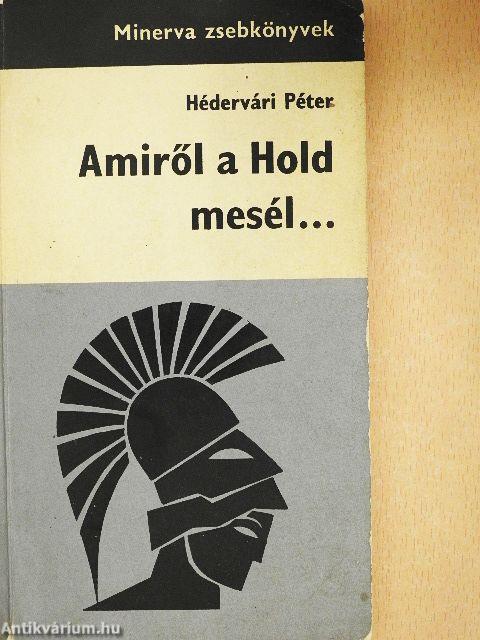 Minerva zsebkönyvek
Hédervári Péter
Amiről a Hold
mesél...
Antikvárium.hu